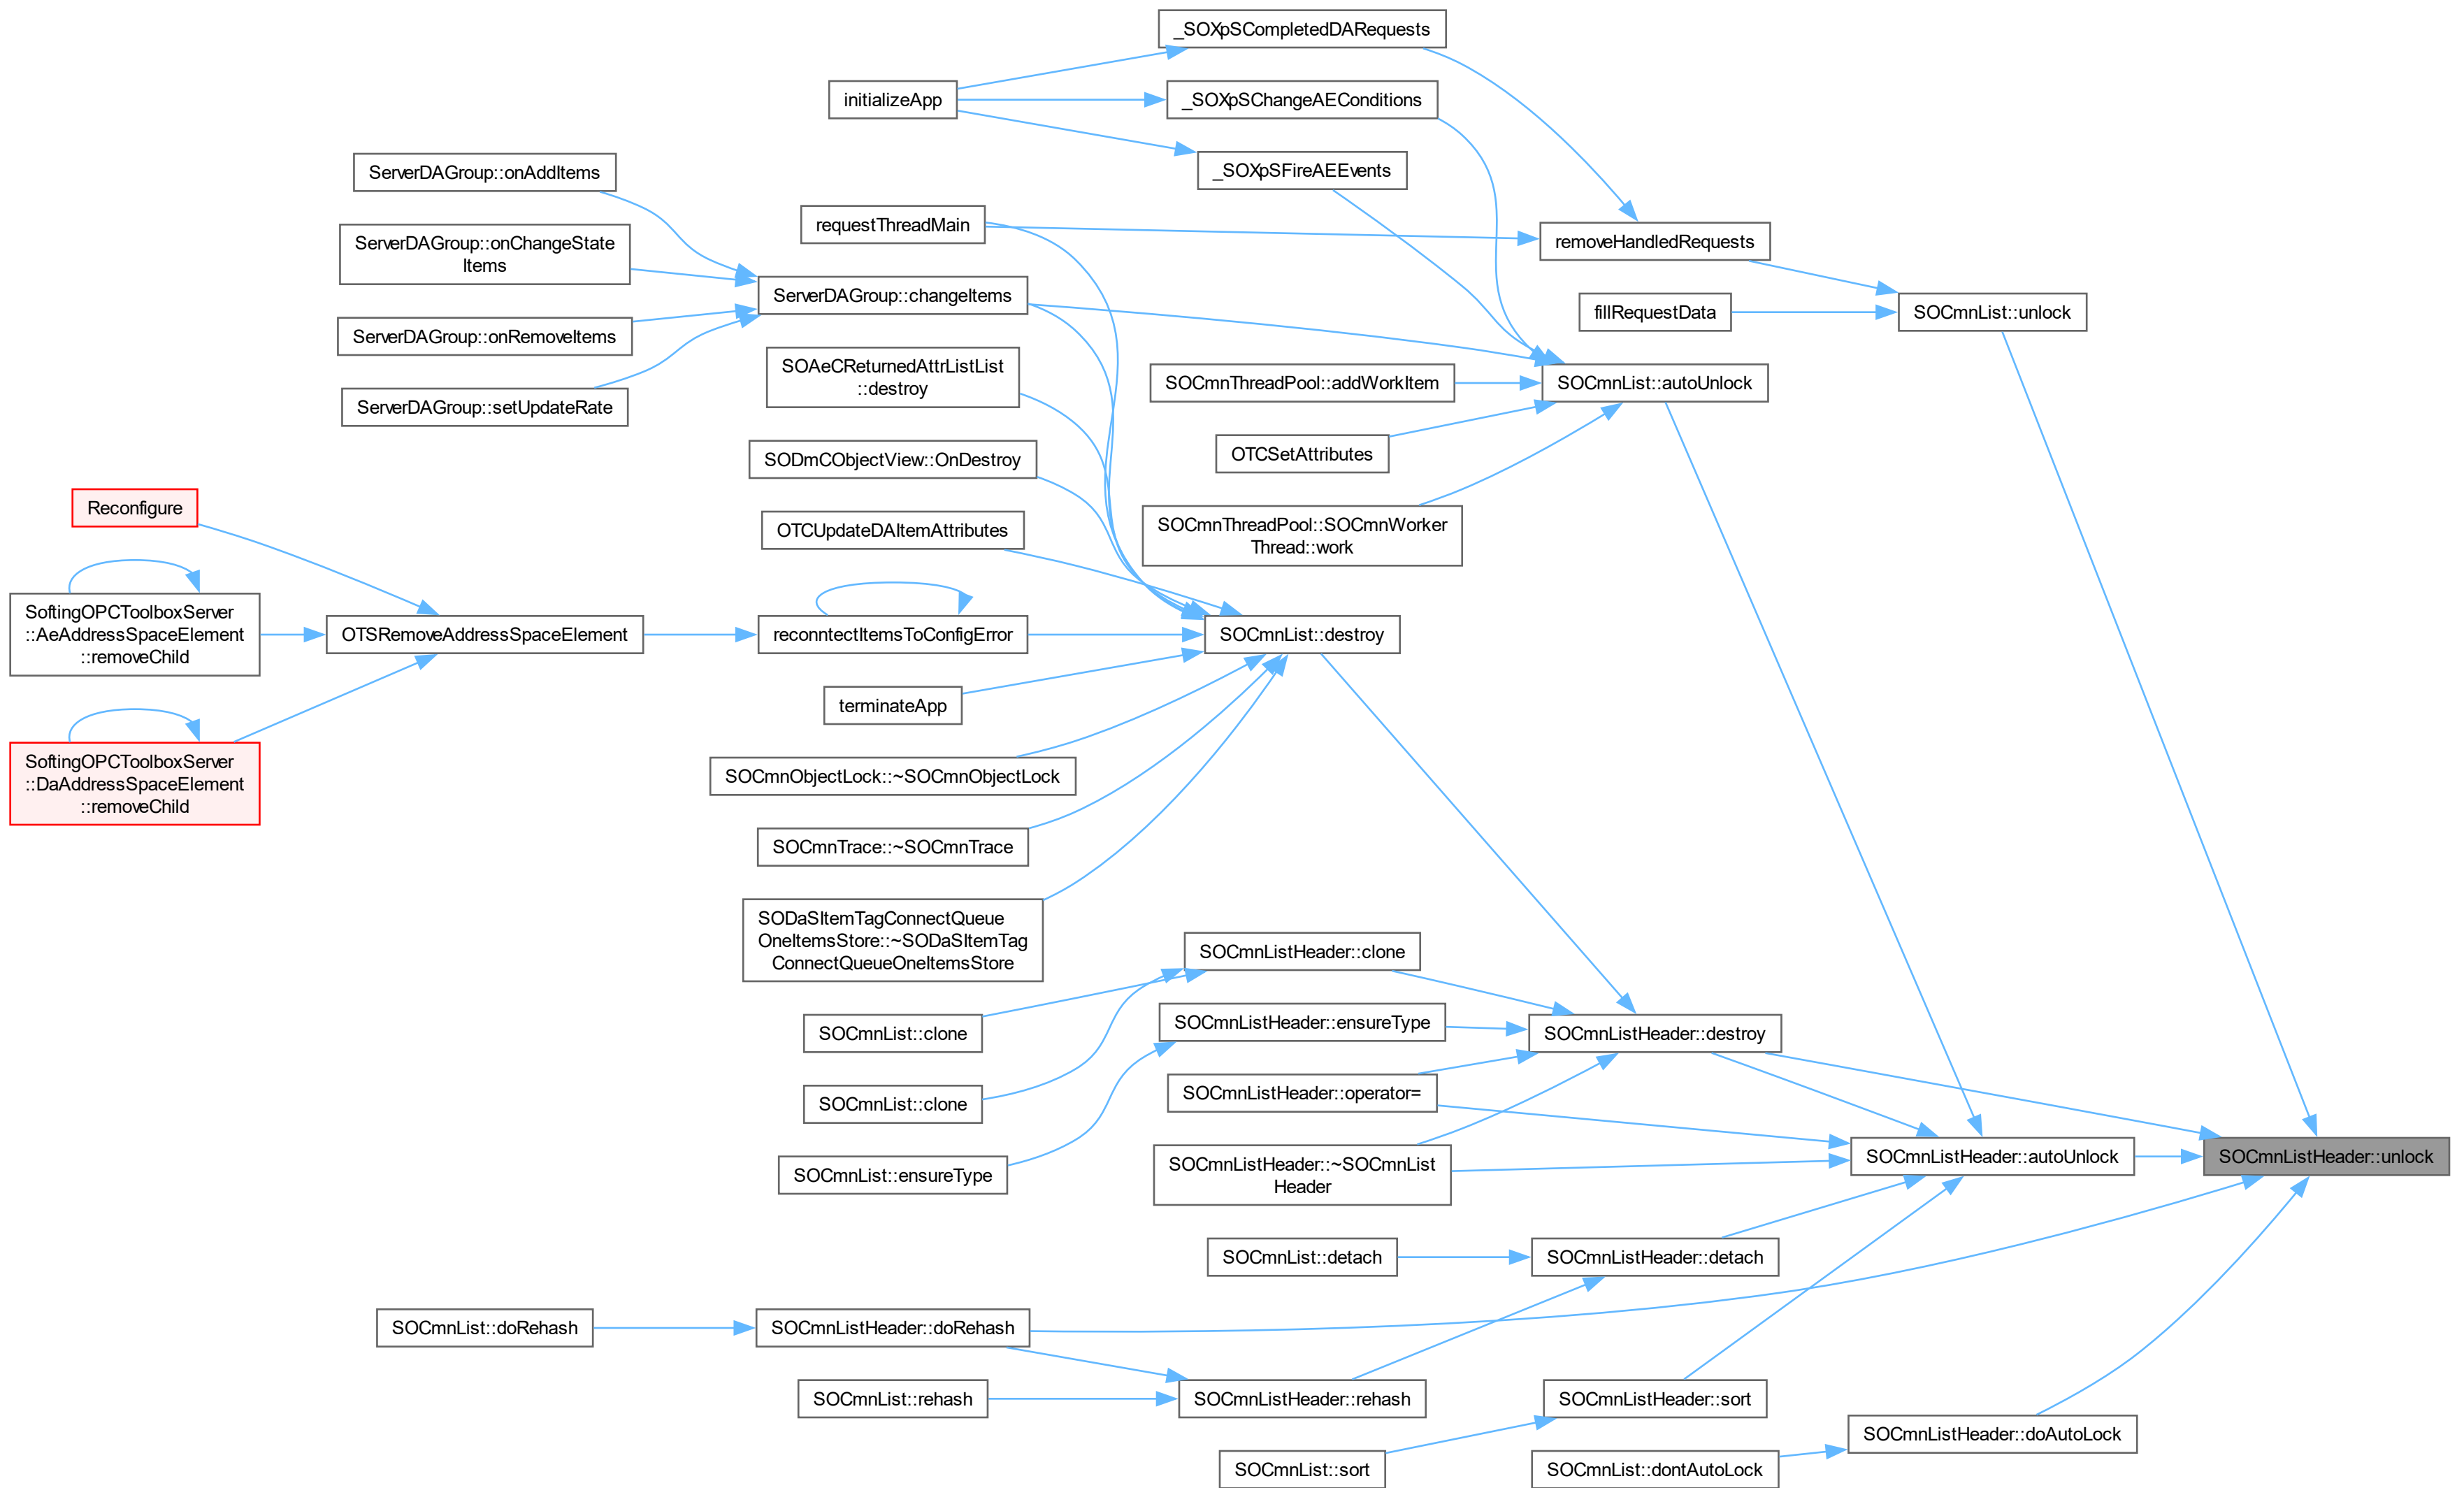 _SOXpSCompletedDARequests
initializeApp
_SOXpSChangeAEConditions
ServerDAGroup::onAddItems
_SOXpSFireAEEvents
requestThreadMain
ServerDAGroup::onChangeState
Items
removeHandledRequests
ServerDAGroup::changeItems
fillRequestData
SOCmnList::unlock
ServerDAGroup::onRemoveItems
SOAeCReturnedAttrListList
::destroy
SOCmnThreadPool::addWorkItem
SOCmnList::autoUnlock
ServerDAGroup::setUpdateRate
SODmCObjectView::OnDestroy
OTCSetAttributes
Reconfigure
OTCUpdateDAItemAttributes
SOCmnThreadPool::SOCmnWorker
Thread::work
SoftingOPCToolboxServer
::AeAddressSpaceElement
::removeChild
OTSRemoveAddressSpaceElement
reconntectItemsToConfigError
SOCmnList::destroy
terminateApp
SoftingOPCToolboxServer
::DaAddressSpaceElement
::removeChild
SOCmnObjectLock::~SOCmnObjectLock
SOCmnTrace::~SOCmnTrace
SODaSItemTagConnectQueue
OneItemsStore::~SODaSItemTag
ConnectQueueOneItemsStore
SOCmnListHeader::clone
SOCmnList::clone
SOCmnListHeader::ensureType
SOCmnListHeader::destroy
SOCmnList::clone
SOCmnListHeader::operator=
SOCmnList::ensureType
SOCmnListHeader::~SOCmnList
Header
SOCmnListHeader::autoUnlock
SOCmnListHeader::unlock
SOCmnList::detach
SOCmnListHeader::detach
SOCmnList::doRehash
SOCmnListHeader::doRehash
SOCmnList::rehash
SOCmnListHeader::rehash
SOCmnListHeader::sort
SOCmnListHeader::doAutoLock
SOCmnList::sort
SOCmnList::dontAutoLock